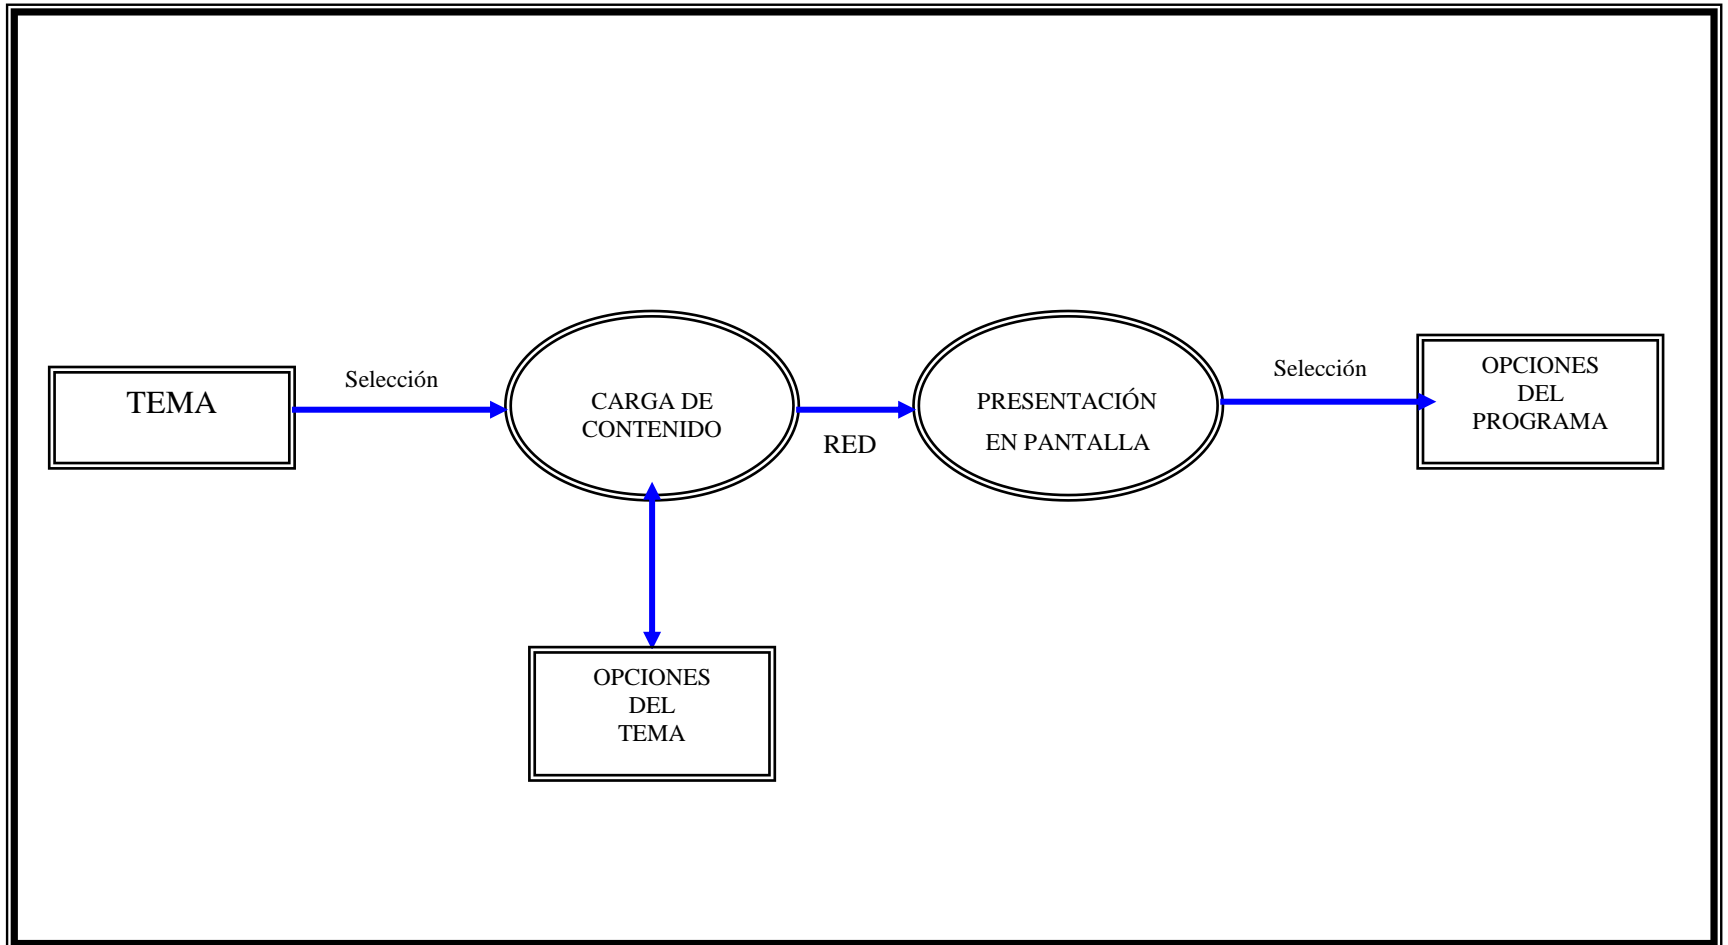 TEMA
Selección
CARGA DE
CONTENIDO
RED
PRESENTACIÓN
EN PANTALLA
Selección
OPCIONES
DEL
PROGRAMA
OPCIONES
DEL
TEMA